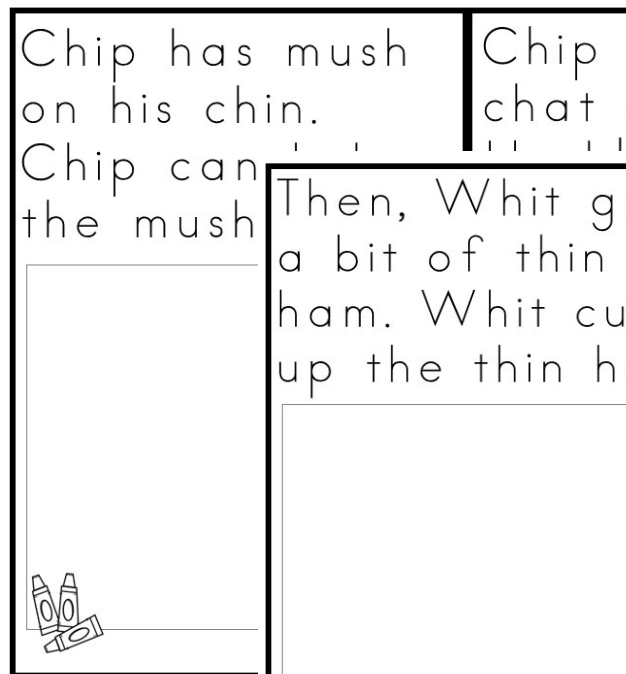 Chip has mush
on his chin.
Chip can
the mush
Chip
chat
Then, Whit g
a bit of thin
ham. Whit cu
up the thin h